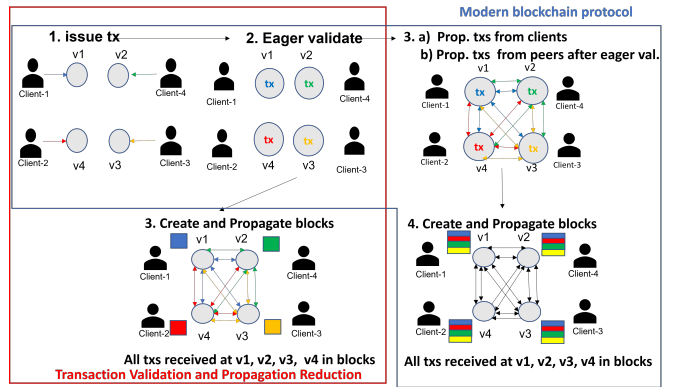 Modern blockchain protocol
1. issue tx
2. Eager validate
3. a) Prop. txs from clients
b) Prop. txs from peers after eager val.
v1 v2
Client-1
Client-4
Client-2
v4 v3
Client-3
v1 v2
Client-1
tx tx
Client-4
tx tx
Client-2
v4 v3
Client-3
v1 v2
Client-1
tx tx
Client-4
tx tx
Client-2
v4 v3
Client-3
3. Create and Propagate blocks
v1 v2
Client-1
Client-4
Client-2
v4 v3
Client-3
All txs received at v1, v2, v3, v4 in blocks
Transaction Validation and Propagation Reduction
4. Create and Propagate blocks
v1 v2
Client-1
Client-4
Client-2
v4 v3
Client-3
All txs received at v1, v2, v3, v4 in blocks